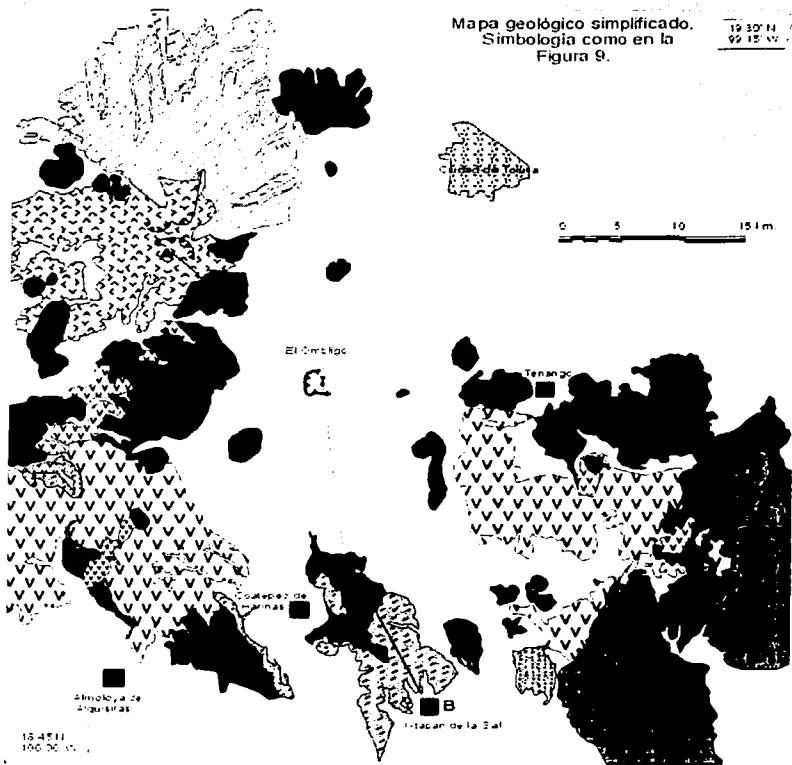 Mapa geológico simplificado.
Simbología como en la
Figura 9.
19 30' N
99 15' W
Ciudad de Toluca
0 5 10 15 km.
El Ombligo
Tenango
Coatepec de
Harinas
B
Ixtapan de la Sal
Almoloya de
Alquisiras
18 45 N
100 00 W